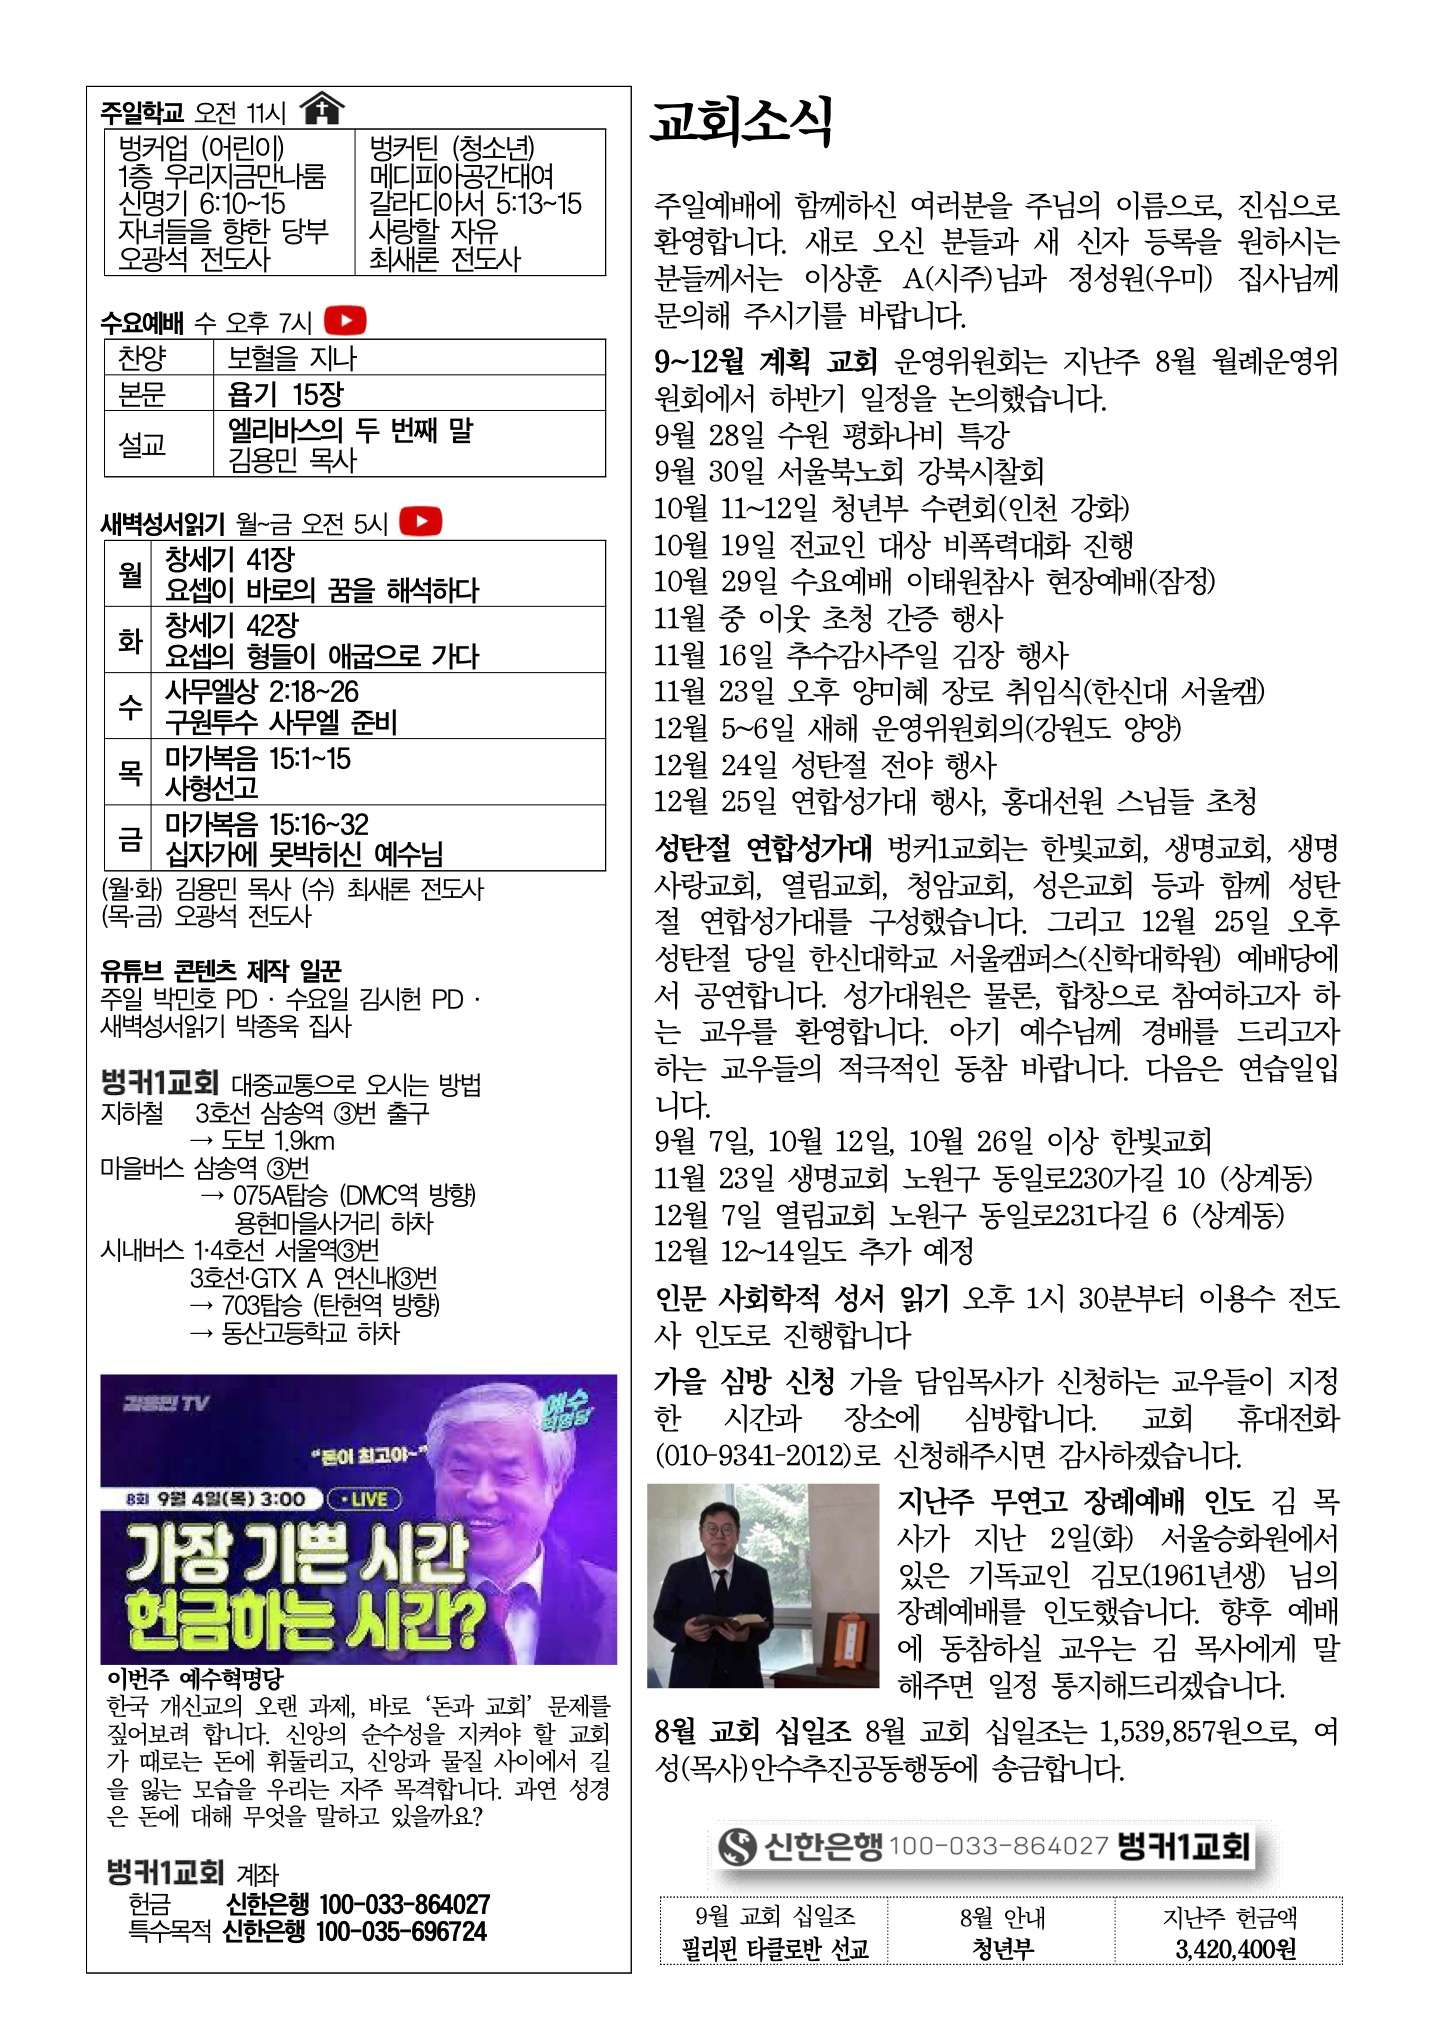 주일학교 오전 11시
벙커업 (어린이)
1층 우리지금만나룸
신명기 6:10~15
자녀들을 향한 당부
오광석 전도사
벙커틴 (청소년)
메디피아공간대여
갈라디아서 5:13~15
사랑할 자유
최새론 전도사
수요예배 수 오후 7시
찬양 보혈을 지나
본문 욥기 15장
설교 엘리바스의 두 번째 말
김용민 목사
새벽성서읽기 월~금 오전 5시
월 창세기 41장
요셉이 바로의 꿈을 해석하다
화 창세기 42장
요셉의 형들이 애굽으로 가다
수 사무엘상 2:18~26
구원투수 사무엘 준비
목 마가복음 15:1~15
사형선고
금 마가복음 15:16~32
십자가에 못박히신 예수님
(월·화) 김용민 목사 (수) 최새론 전도사
(목·금) 오광석 전도사
유튜브 콘텐츠 제작 일꾼
주일 박민호 PD · 수요일 김시헌 PD ·
새벽성서읽기 박종욱 집사
벙커1교회 대중교통으로 오시는 방법
지하철 3호선 삼송역 ③번 출구
→ 도보 1.9km
마을버스 삼송역 ③번
→ 075A탑승 (DMC역 방향)
용현마을사거리 하차
시내버스 1·4호선 서울역③번
3호선·GTX A 연신내③번
→ 703탑승 (탄현역 방향)
→ 동산고등학교 하차
김용민 TV
예수
혁명당
“돈이 최고야~”
8회 9월 4일(목) 3:00 • LIVE
가장 기쁜 시간
헌금하는 시간?
이번주 예수혁명당
한국 개신교의 오랜 과제, 바로 ‘돈과 교회’ 문제를
짚어보려 합니다. 신앙의 순수성을 지켜야 할 교회
가 때로는 돈에 휘둘리고, 신앙과 물질 사이에서 길
을 잃는 모습을 우리는 자주 목격합니다. 과연 성경
은 돈에 대해 무엇을 말하고 있을까요?
벙커1교회 계좌
헌금 신한은행 100-033-864027
특수목적 신한은행 100-035-696724
교회소식
주일예배에 함께하신 여러분을 주님의 이름으로, 진심으로
환영합니다. 새로 오신 분들과 새 신자 등록을 원하시는
분들께서는 이상훈 A(시주)님과 정성원(우미) 집사님께
문의해 주시기를 바랍니다.
9~12월 계획 교회 운영위원회는 지난주 8월 월례운영위
원회에서 하반기 일정을 논의했습니다.
9월 28일 수원 평화나비 특강
9월 30일 서울북노회 강북시찰회
10월 11~12일 청년부 수련회(인천 강화)
10월 19일 전교인 대상 비폭력대화 진행
10월 29일 수요예배 이태원참사 현장예배(잠정)
11월 중 이웃 초청 간증 행사
11월 16일 추수감사주일 김장 행사
11월 23일 오후 양미혜 장로 취임식(한신대 서울캠)
12월 5~6일 새해 운영위원회의(강원도 양양)
12월 24일 성탄절 전야 행사
12월 25일 연합성가대 행사, 홍대선원 스님들 초청
성탄절 연합성가대 벙커1교회는 한빛교회, 생명교회, 생명
사랑교회, 열림교회, 청암교회, 성은교회 등과 함께 성탄
절 연합성가대를 구성했습니다. 그리고 12월 25일 오후
성탄절 당일 한신대학교 서울캠퍼스(신학대학원) 예배당에
서 공연합니다. 성가대원은 물론, 합창으로 참여하고자 하
는 교우를 환영합니다. 아기 예수님께 경배를 드리고자
하는 교우들의 적극적인 동참 바랍니다. 다음은 연습일입
니다.
9월 7일, 10월 12일, 10월 26일 이상 한빛교회
11월 23일 생명교회 노원구 동일로230가길 10 (상계동)
12월 7일 열림교회 노원구 동일로231다길 6 (상계동)
12월 12~14일도 추가 예정
인문 사회학적 성서 읽기 오후 1시 30분부터 이용수 전도
사 인도로 진행합니다
가을 심방 신청 가을 담임목사가 신청하는 교우들이 지정
한 시간과 장소에 심방합니다. 교회 휴대전화
(010-9341-2012)로 신청해주시면 감사하겠습니다.
지난주 무연고 장례예배 인도 김 목
사가 지난 2일(화) 서울승화원에서
있은 기독교인 김모(1961년생) 님의
장례예배를 인도했습니다. 향후 예배
에 동참하실 교우는 김 목사에게 말
해주면 일정 통지해드리겠습니다.
8월 교회 십일조 8월 교회 십일조는 1,539,857원으로, 여
성(목사)안수추진공동행동에 송금합니다.
신한은행 100-033-864027 벙커1교회
9월 교회 십일조
필리핀 타클로반 선교
8월 안내
청년부
지난주 헌금액
3,420,400원